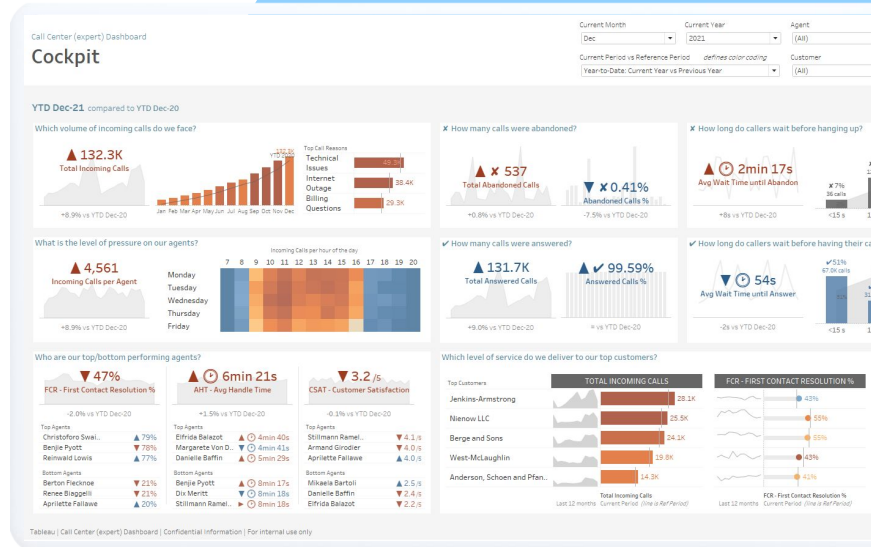 Call Center (expert) Dashboard
Cockpit
Current Month
Current Year
Agent
Dec
2021
(All)
Current Period vs Reference Period defines color coding
Customer
Year-to-Date: Current Year vs Previous Year
(All)
YTD Dec-21 compared to YTD Dec-20
Which volume of incoming calls do we face?
▲ 132.3K
Total Incoming Calls
+8.9% vs YTD Dec-20
132.3K
YTD 2021
Jan Feb Mar Apr May Jun Jul Aug Sep Oct Nov Dec
Top Call Reasons
Technical Issues
48.3K
Internet Outage
38.4K
Billing Questions
29.3K
✘ How many calls were abandoned?
▲ ✘ 537
Total Abandoned Calls
+0.8% vs YTD Dec-20
▼ ✘ 0.41%
Abandoned Calls %
-7.5% vs YTD Dec-20
✘ How long do callers wait before hanging up?
▲ 2min 17s
Avg Wait Time until Abandon
+8s vs YTD Dec-20
✘ 7%
36 calls
<15 s
What is the level of pressure on our agents?
▲ 4,561
Incoming Calls per Agent
+8.9% vs YTD Dec-20
Incoming Calls per hour of the day
7 8 9 10 11 12 13 14 15 16 17 18 19 20
Monday
Tuesday
Wednesday
Thursday
Friday
✔ How many calls were answered?
▲ 131.7K
Total Answered Calls
+9.0% vs YTD Dec-20
▲ ✔ 99.59%
Answered Calls %
= vs YTD Dec-20
✔ How long do callers wait before having their
▼ 54s
Avg Wait Time until Answer
-2s vs YTD Dec-20
✔51%
67.0K calls
<15 s
Who are our top/bottom performing agents?
▼ 47%
FCR - First Contact Resolution %
-2.0% vs YTD Dec-20
Top Agents
Christoforo Swai.. ▲ 79%
Benjie Pyott ▼ 78%
Reinwald Lowis ▲ 77%
Bottom Agents
Berton Flecknoe ▼ 21%
Renee Biaggelli ▼ 21%
Aprilette Fallawe ▲ 20%
▲ 6min 21s
AHT - Avg Handle Time
+1.5% vs YTD Dec-20
Top Agents
Elfrida Balazot ▲ 4min 40s
Margarete Von D.. ▼ 4min 41s
Danielle Baffin ▲ 5min 29s
Bottom Agents
Benjie Pyott ▲ 8min 17s
Dix Meritt ▼ 8min 18s
Stillmann Ramel.. ► 8min 18s
▼ 3.2 /5
CSAT - Customer Satisfaction
-0.1% vs YTD Dec-20
Top Agents
Stillmann Ramel.. ▼ 4.1 /5
Armand Girodier ▼ 4.0 /5
Aprilette Fallawe ▲ 4.0 /5
Bottom Agents
Mikaela Bartoli ▲ 2.5 /5
Danielle Baffin ▼ 2.4 /5
Elfrida Balazot ▼ 2.2 /5
Which level of service do we deliver to our top customers?
Top Customers
TOTAL INCOMING CALLS
FCR - FIRST CONTACT RESOLUTION %
Jenkins-Armstrong 28.1K 43%
Nienow LLC 25.5K 55%
Berge and Sons 24.1K 55%
West-McLaughlin 19.8K 43%
Anderson, Schoen and Pfan.. 14.3K 41%
Last 12 months
Total Incoming Calls
Current Period (line is Ref Period)
Last 12 months
FCR - First Contact Resolution %
Current Period (line is Ref Period)
Tableau | Call Center (expert) Dashboard | Confidential information | For internal use only